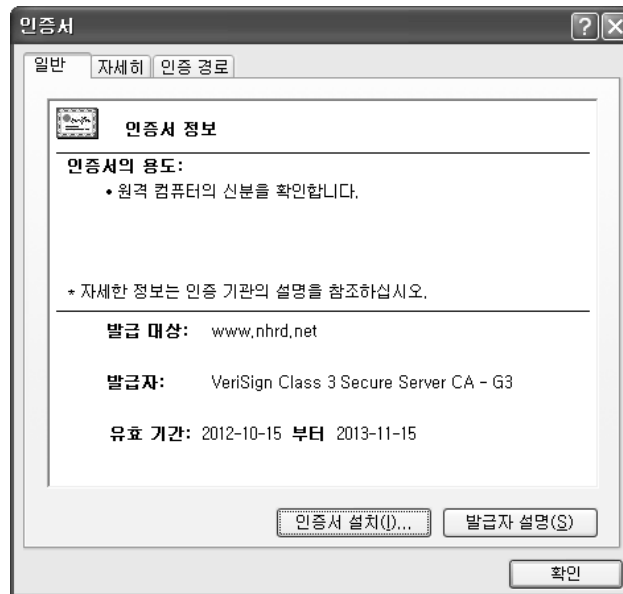 인증서
일반 자세히 인증 경로
인증서 정보
인증서의 용도:
• 원격 컴퓨터의 신분을 확인합니다.
* 자세한 정보는 인증 기관의 설명을 참조하십시오.
발급 대상: www.nhrd.net
발급자: VeriSign Class 3 Secure Server CA - G3
유효 기간: 2012-10-15 부터 2013-11-15
인증서 설치(I)... 발급자 설명(S)
확인